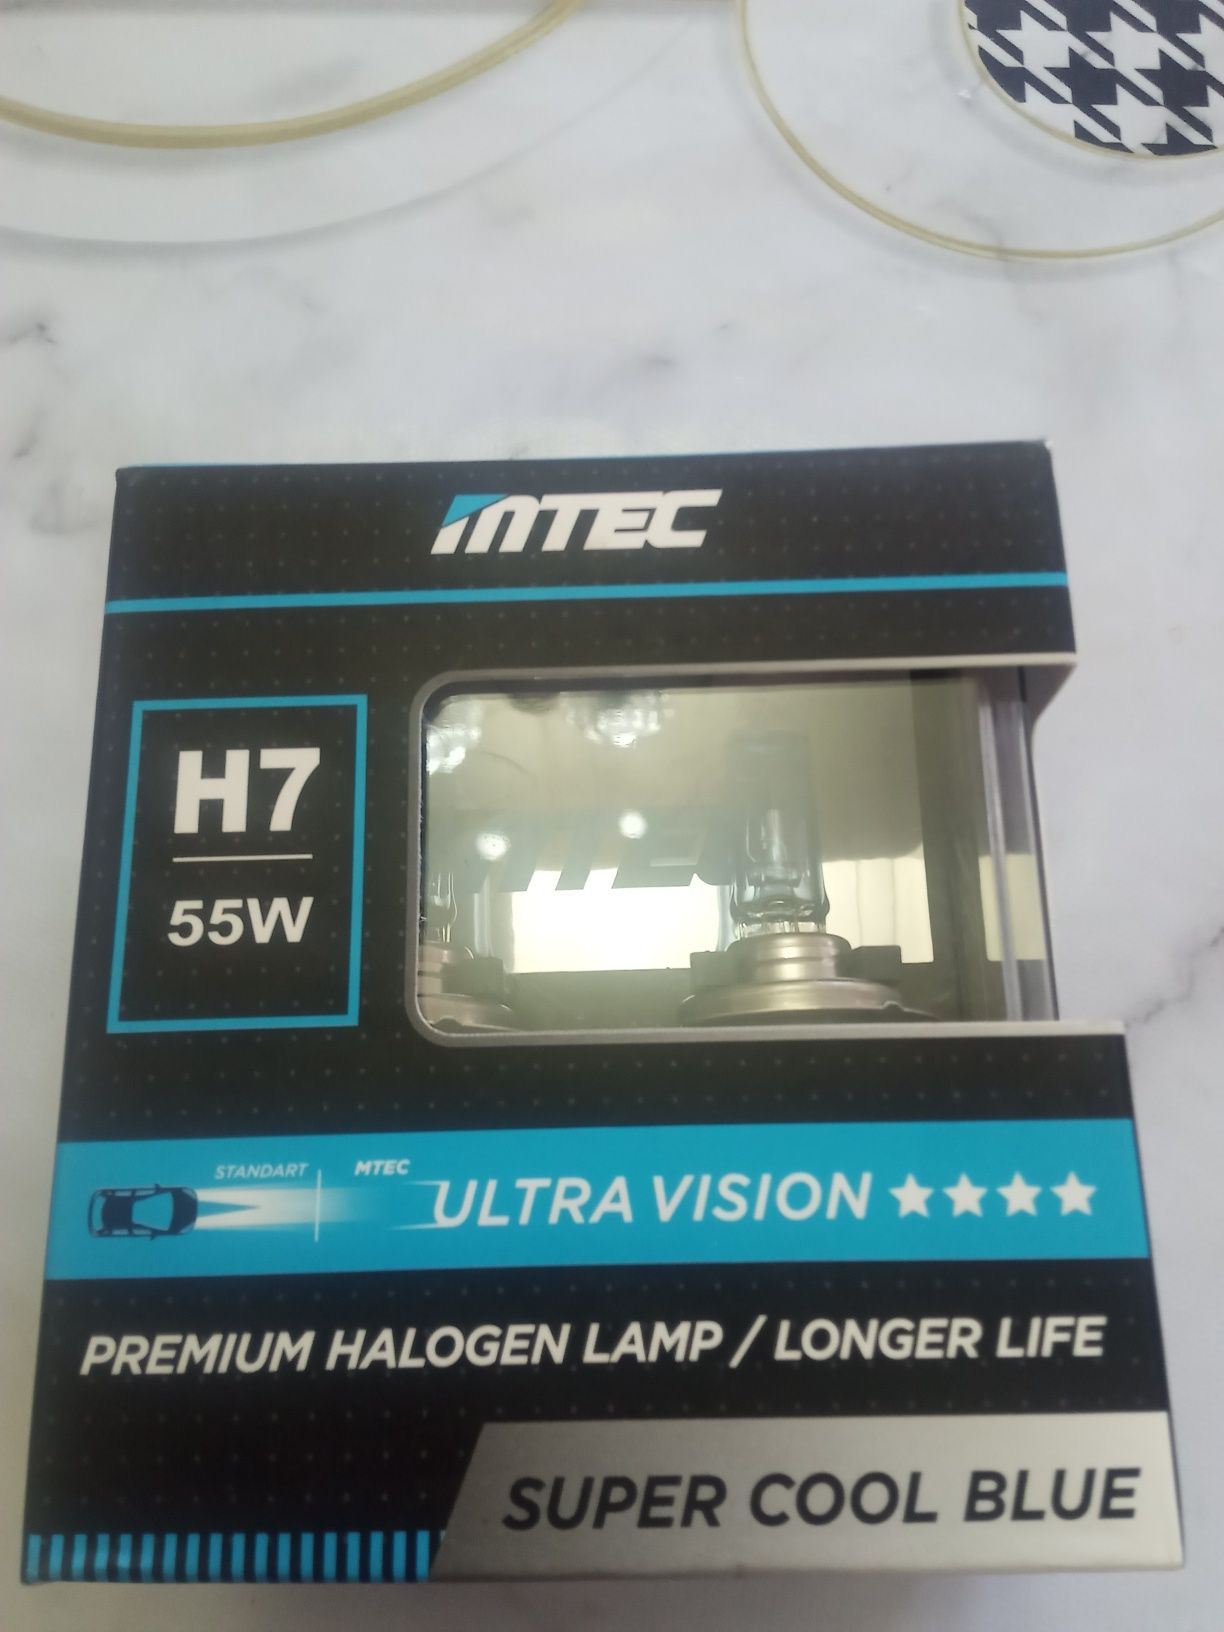 MTEC
H7
55W
STANDART
MTEC
ULTRA VISION
PREMIUM HALOGEN LAMP / LONGER LIFE
SUPER COOL BLUE